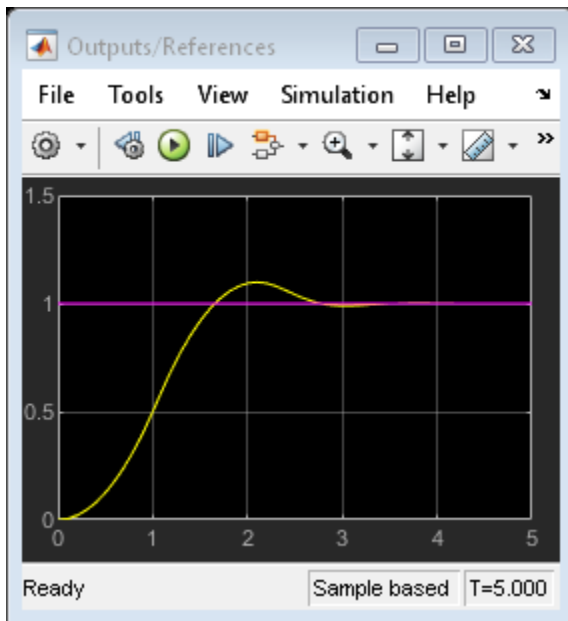 Outputs/References
File Tools View Simulation Help
1.5
1
0.5
0
0 1 2 3 4 5
Ready Sample based T=5.000